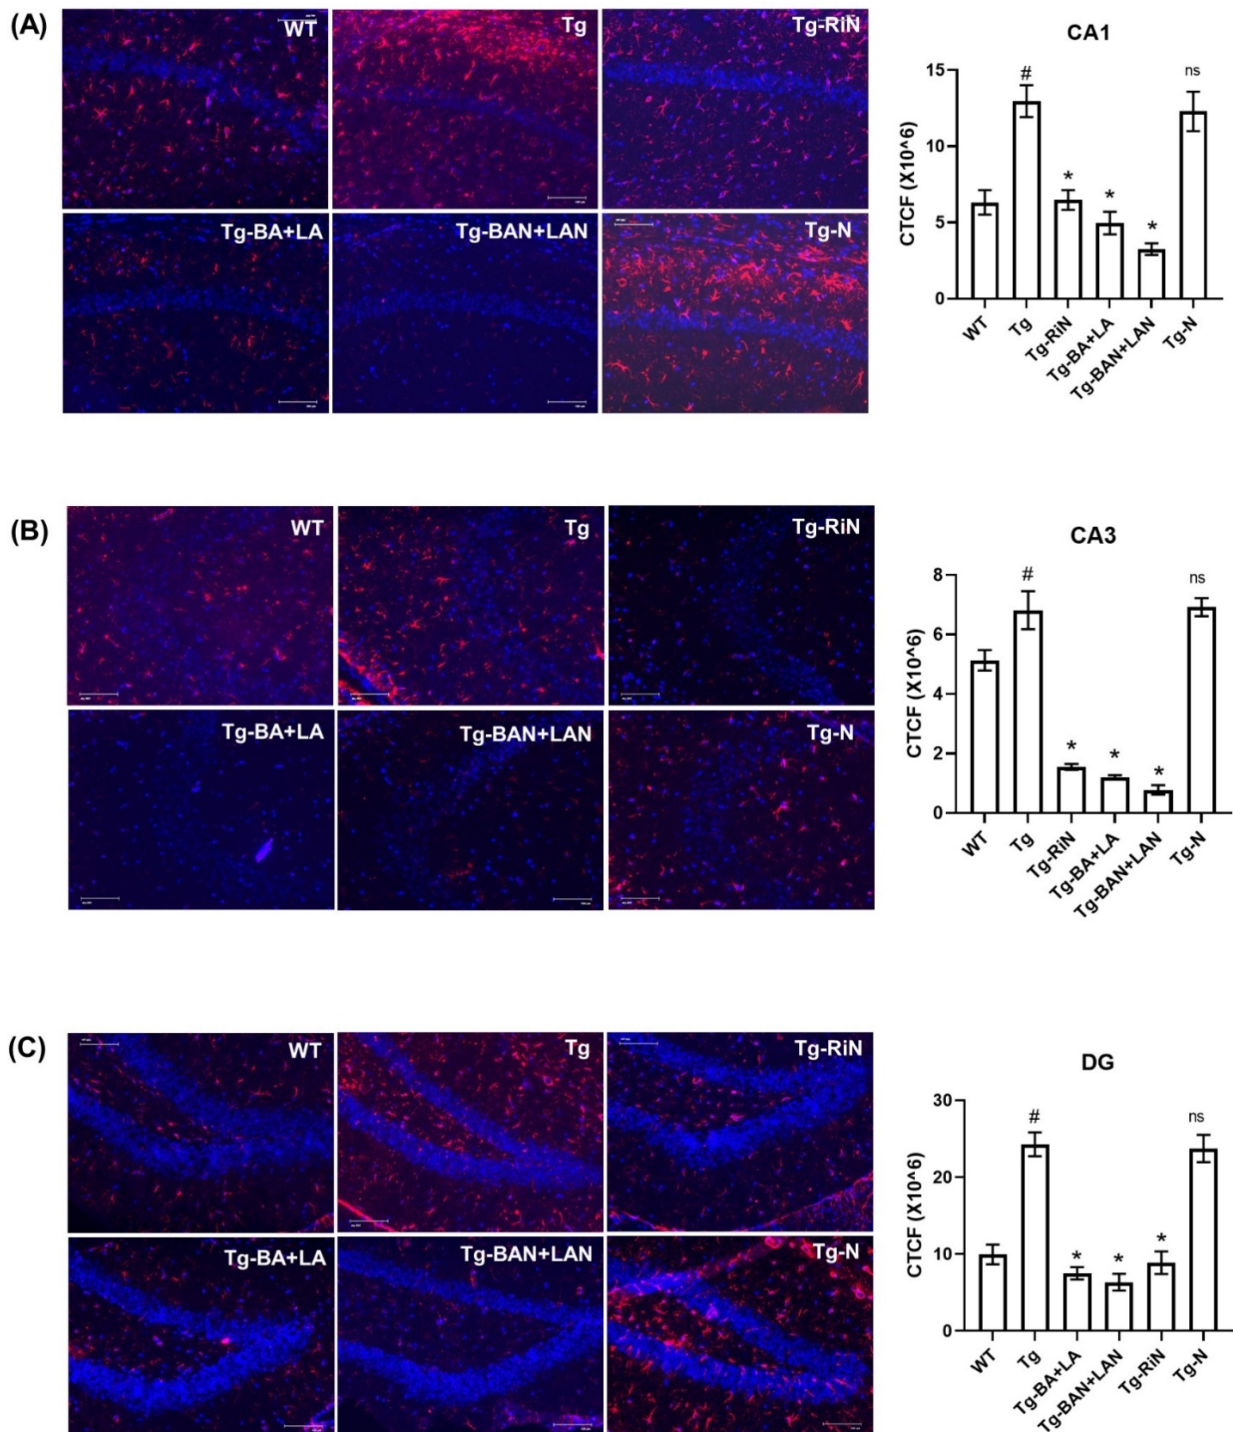 (A)
WT
Tg
Tg-RiN
Tg-BA+LA
Tg-BAN+LAN
Tg-N
CA1
CTCF (X10^6)
15
10
5
0
#
*
*
*
ns
WT
Tg
Tg-RiN
Tg-BA+LA
Tg-BAN+LAN
Tg-N
(B)
WT
Tg
Tg-RiN
Tg-BA+LA
Tg-BAN+LAN
Tg-N
CA3
CTCF (X10^6)
8
6
4
2
0
#
*
*
*
ns
WT
Tg
Tg-RiN
Tg-BA+LA
Tg-BAN+LAN
Tg-N
(C)
WT
Tg
Tg-RiN
Tg-BA+LA
Tg-BAN+LAN
Tg-N
DG
CTCF (X10^6)
30
20
10
0
#
*
*
*
ns
WT
Tg
Tg-BA+LA
Tg-BAN+LAN
Tg-RiN
Tg-N